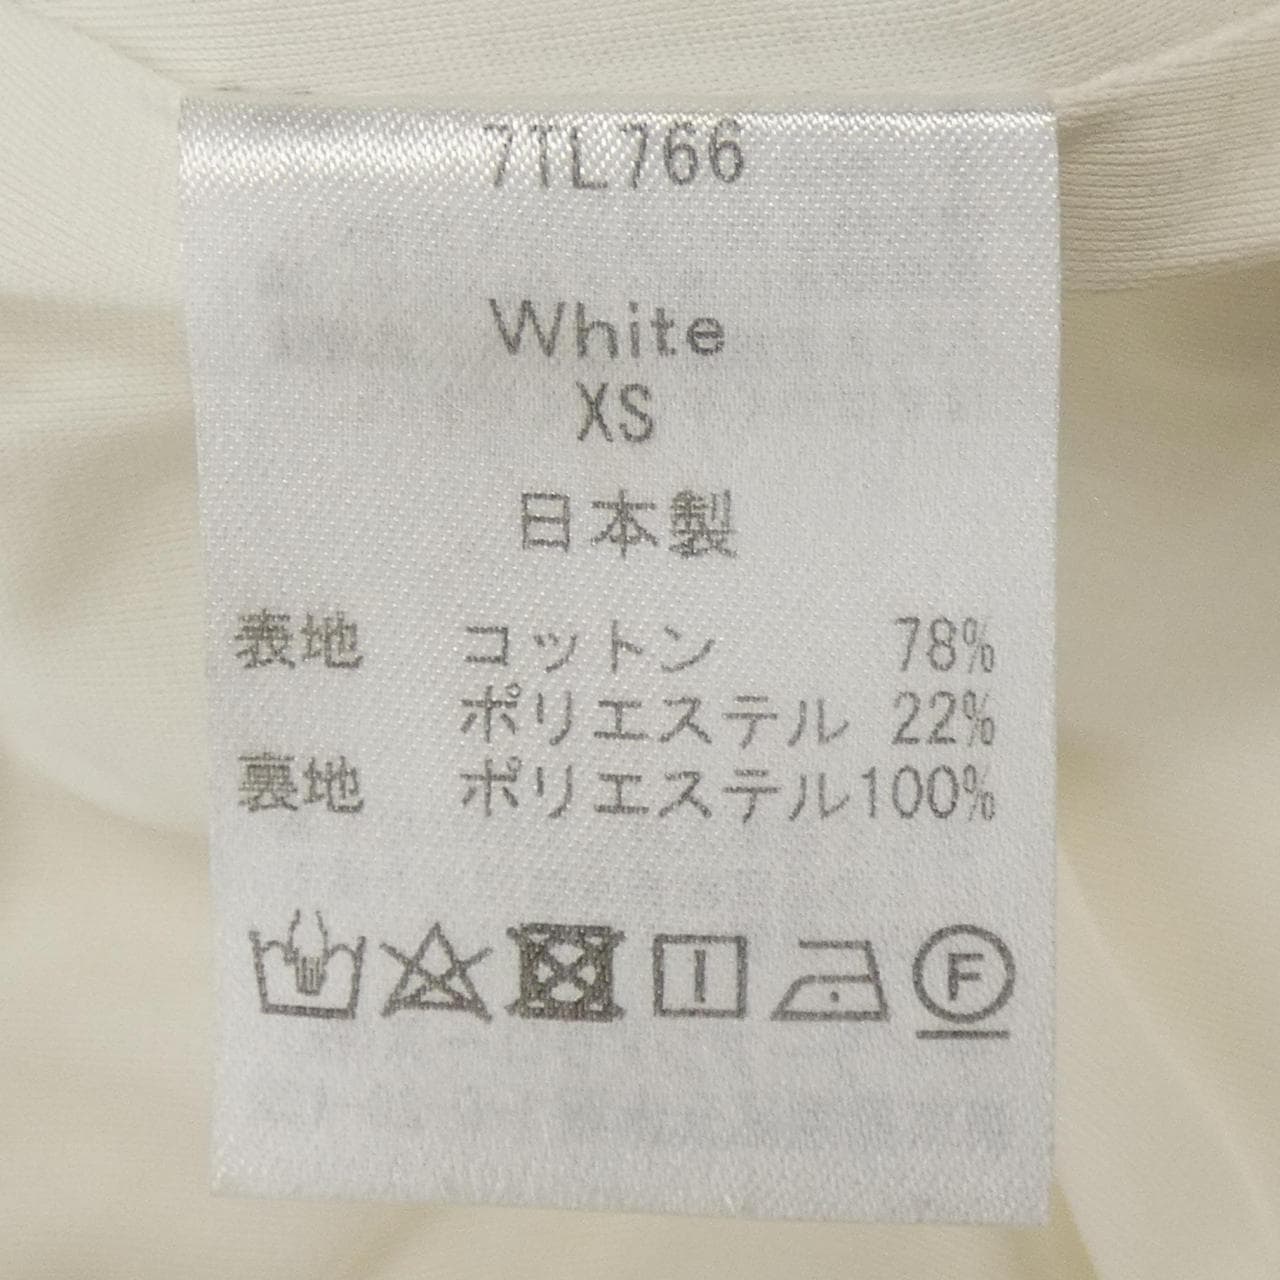 7TL766
White
XS
日本製
表地 コットン 78%
ポリエステル 22%
裏地 ポリエステル100%
F